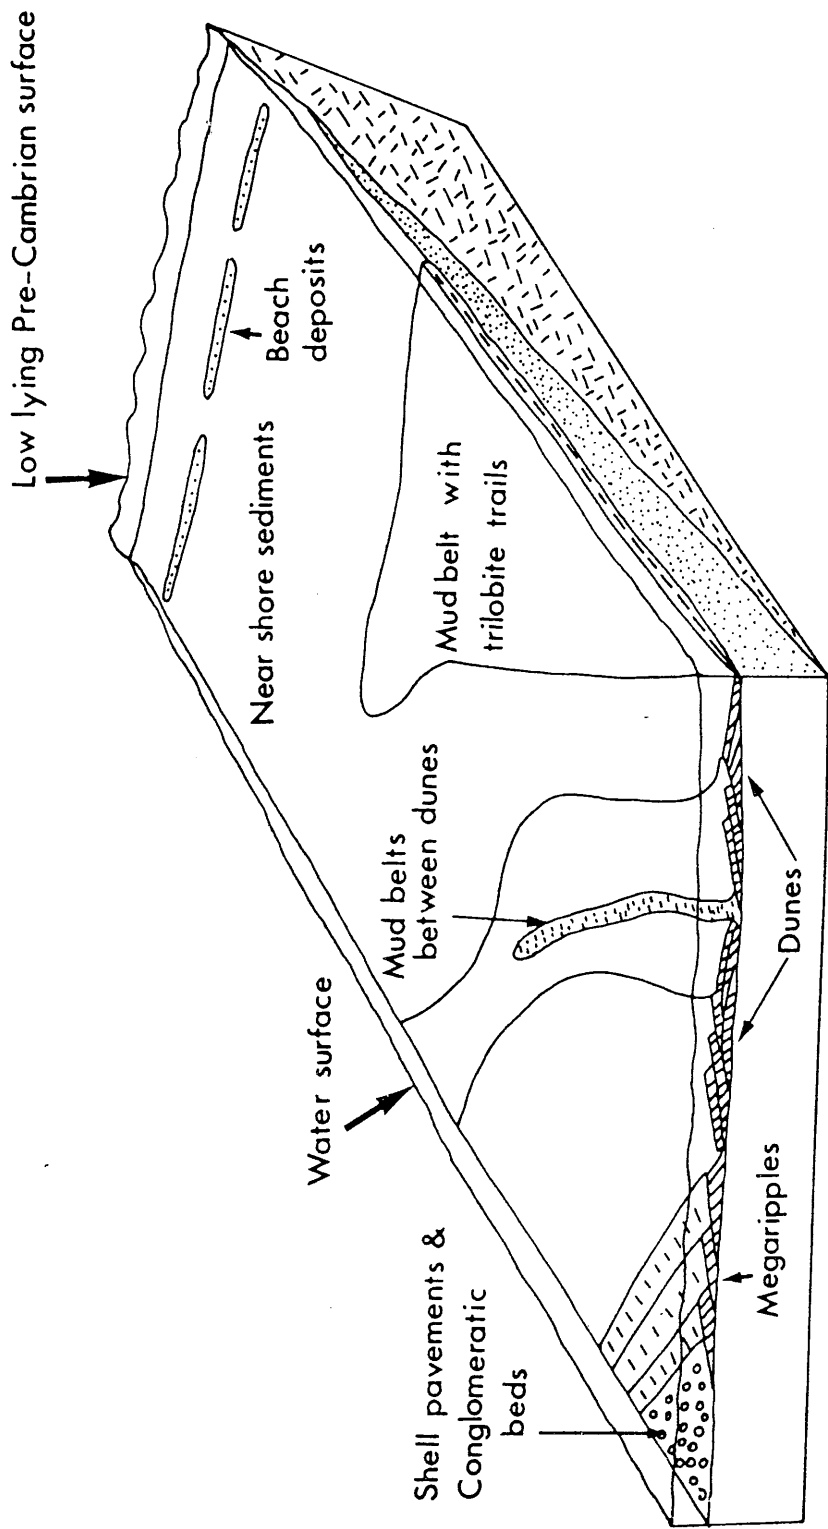 Low lying Pre-Cambrian surface
Beach
deposits
Near shore sediments
Mud belt with
trilobite trails
Mud belts
between dunes
Water surface
Dunes
Shell pavements &
Conglomeratic
beds
Megaripples